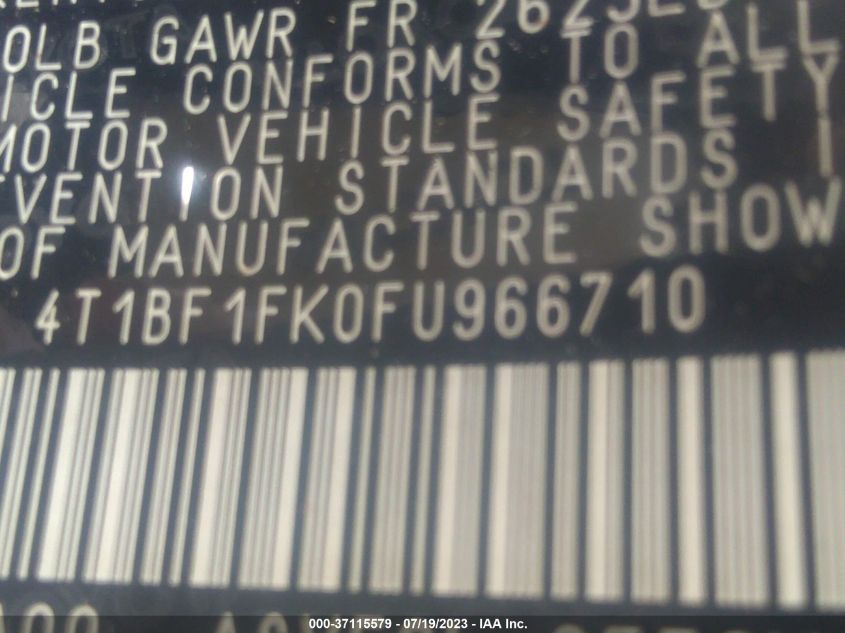 OLB GAWR FR 2623LB
ICLE CONFORMS TO ALL
MOTOR VEHICLE SAFETY
VENTION STANDARDS I
OF MANUFACTURE SHOW
4T1BF1FK0FU966710
000-37115579 - 07/19/2023 - IAA Inc.